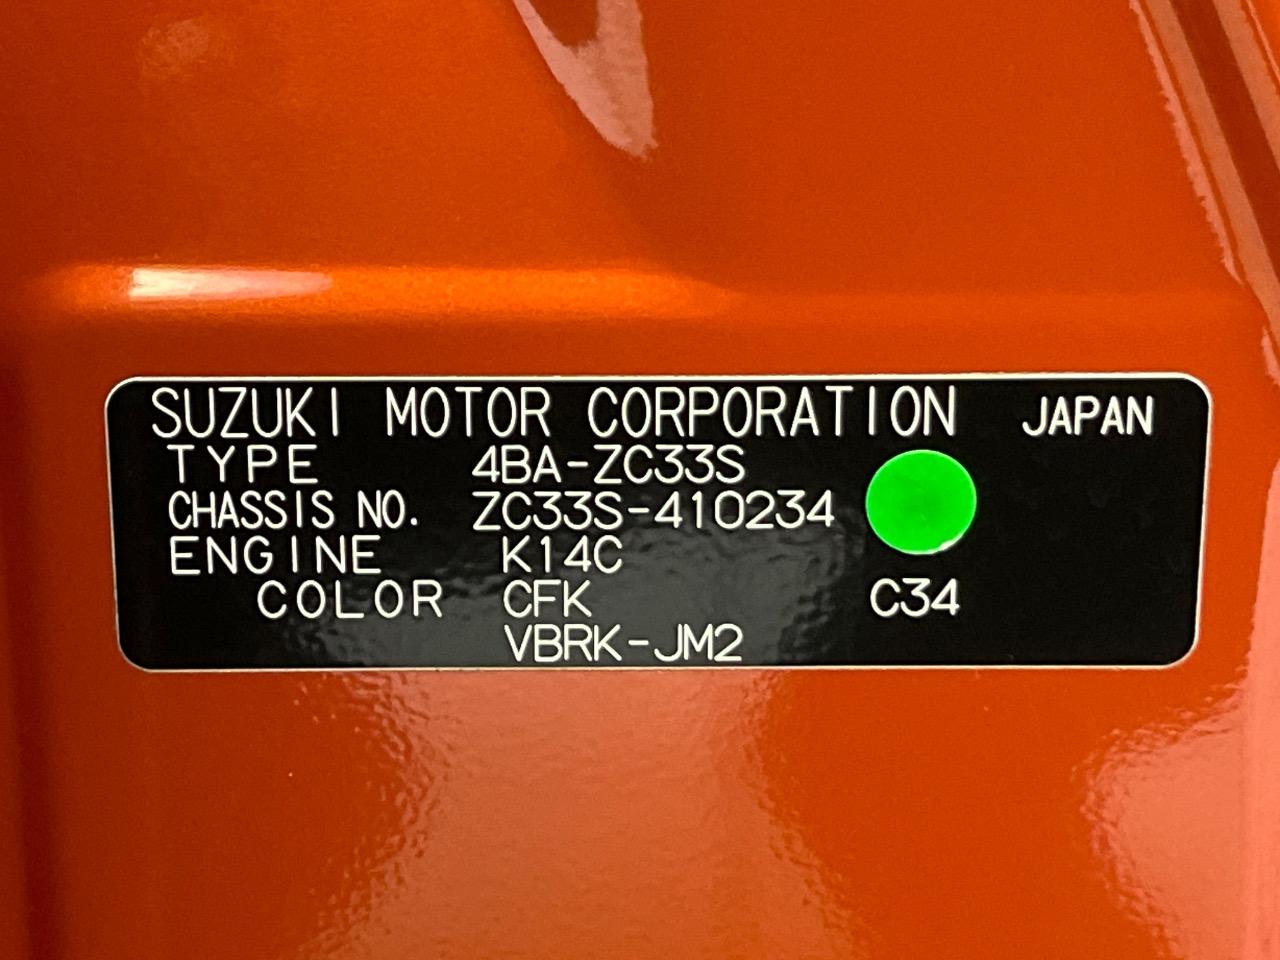 SUZUKI MOTOR CORPORATION JAPAN
TYPE 4BA-ZC33S
CHASSIS NO. ZC33S-410234
ENGINE K14C
COLOR CFK C34
VBRK-JM2